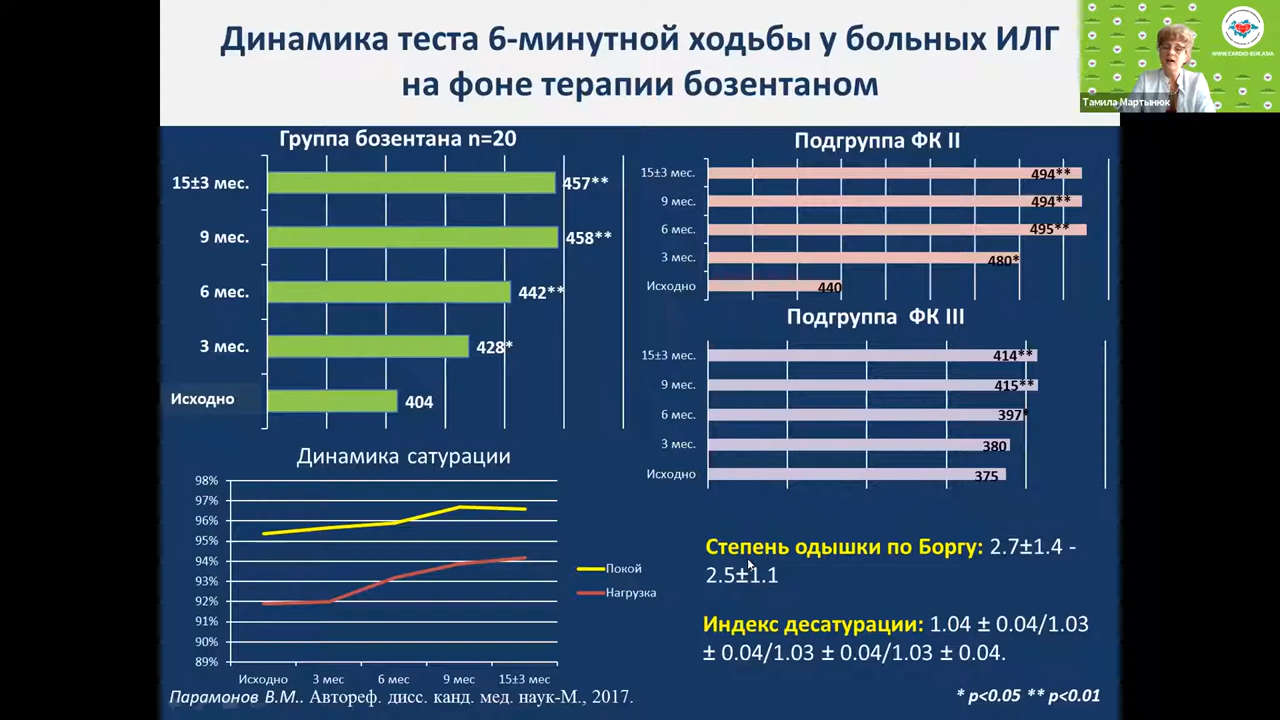 Динамика теста 6-минутной ходьбы у больных ИЛГ
на фоне терапии бозентаном
WWW.CARDIO-EUR.ASIA
Тамила Мартынюк
Группа бозентана n=20
15±3 мес. 457**
9 мес. 458**
6 мес. 442**
3 мес. 428*
Исходно 404
Подгруппа ФК II
15±3 мес. 494**
9 мес. 494**
6 мес. 495**
3 мес. 480*
Исходно 440
Подгруппа ФК III
15±3 мес. 414**
9 мес. 415**
6 мес. 397*
3 мес. 380
Исходно 375
Динамика сатурации
98%
97%
96%
95%
94%
93%
92%
91%
90%
89%
Исходно 3 мес 6 мес 9 мес 15±3 мес
Покой
Нагрузка
Степень одышки по Боргу: 2.7±1.4 -
2.5±1.1
Индекс десатурации: 1.04 ± 0.04/1.03
± 0.04/1.03 ± 0.04/1.03 ± 0.04.
Парамонов В.М.. Автореф. дисс. канд. мед. наук-М., 2017.
* p<0.05 ** p<0.01